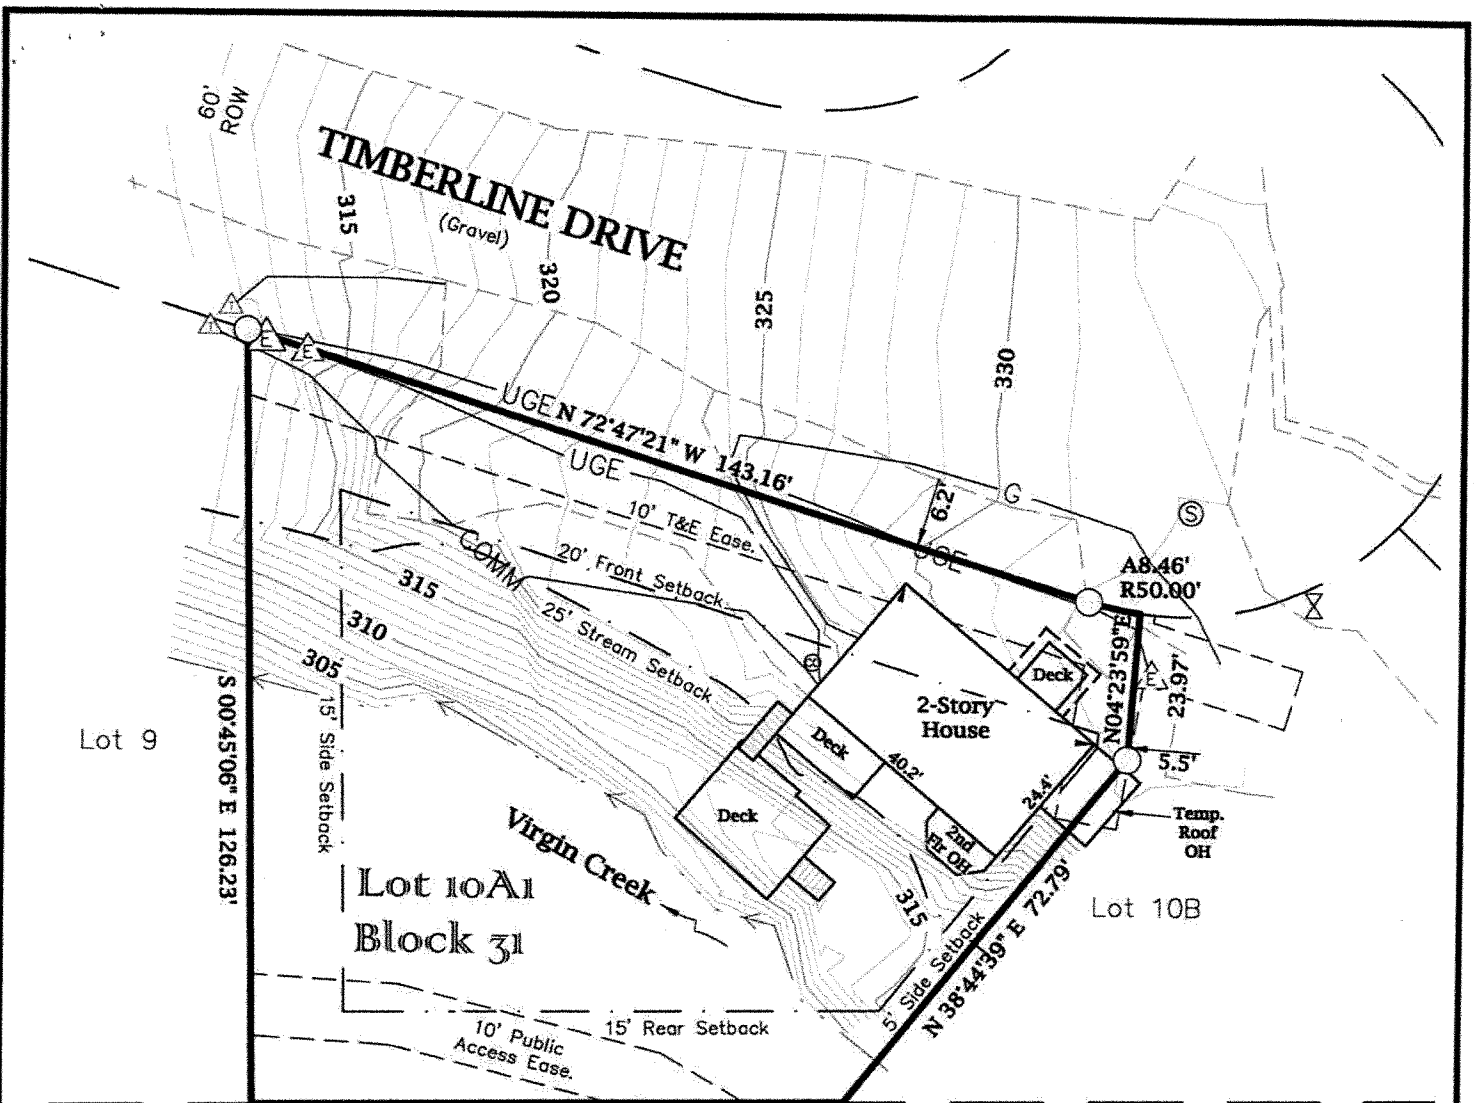 60'
ROW
TIMBERLINE DRIVE
(Gravel)
315
320
325
330
UGE
N 72°47'21" W 143.16'
UGE
10' T&E Ease.
6.2'
G
S
UGE
A8.46'
R50.00'
COMM
20' Front Setback
25' Stream Setback
315
310
305
E
E
E
N04°23'59"E
23.97'
5.5'
Deck
2-Story
House
Deck
40.2'
24.4'
Deck
2nd
Flr OH
Temp.
Roof
OH
Lot 9
S 00°45'06" E 126.23'
15' Side Setback
Virgin Creek
Lot 10A1
Block 31
315
Lot 10B
5' Side Setback
N 38°44'39" E 72.79'
15' Rear Setback
10' Public
Access Ease.